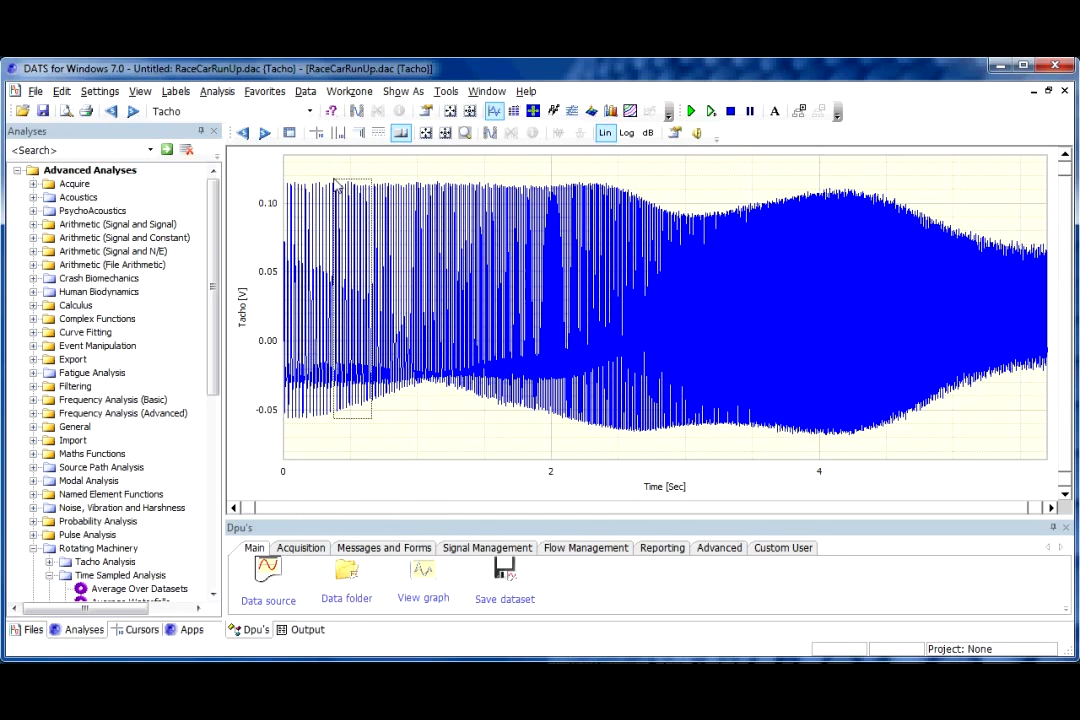 DATS for Windows 7.0 - Untitled: RaceCarRunUp.dac {Tacho} - [RaceCarRunUp.dac {Tacho}]
File Edit Settings View Labels Analysis Favorites Data Workzone Show As Tools Window Help
Tacho
Analyses
<Search>
Lin Log dB
Advanced Analyses
Acquire
Acoustics
PsychoAcoustics
Arithmetic (Signal and Signal)
Arithmetic (Signal and Constant)
Arithmetic (Signal and N/E)
Arithmetic (File Arithmetic)
Crash Biomechanics
Human Biodynamics
Calculus
Complex Functions
Curve Fitting
Event Manipulation
Export
Fatigue Analysis
Filtering
Frequency Analysis (Basic)
Frequency Analysis (Advanced)
General
Import
Maths Functions
Source Path Analysis
Modal Analysis
Named Element Functions
Noise, Vibration and Harshness
Probability Analysis
Pulse Analysis
Rotating Machinery
Tacho Analysis
Time Sampled Analysis
Average Over Datasets
Files Analyses Cursors Apps
0.10
0.05
0.00
-0.05
Tacho [V]
0 2 4
Time [Sec]
Dpu's
Main Acquisition Messages and Forms Signal Management Flow Management Reporting Advanced Custom User
Data source Data folder View graph Save dataset
Dpu's Output
Project: None